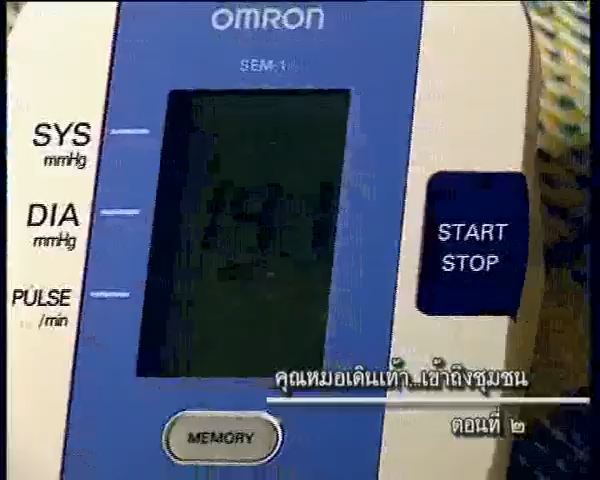 OMRON
SEM-1
SYS
mmHg
DIA
mmHg
PULSE
/min
START
STOP
MEMORY
คุณหมอเดินเท้า...เข้าถึงชุมชน
ตอนที่ ๒